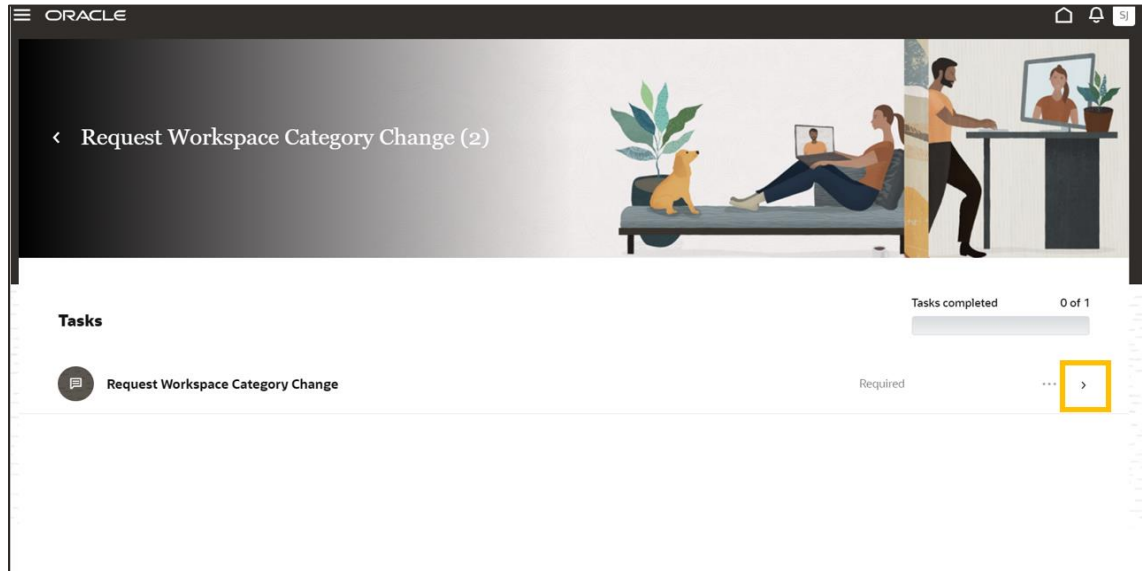 ORACLE
SJ
Request Workspace Category Change (2)
Tasks completed 0 of 1
Tasks
Request Workspace Category Change Required